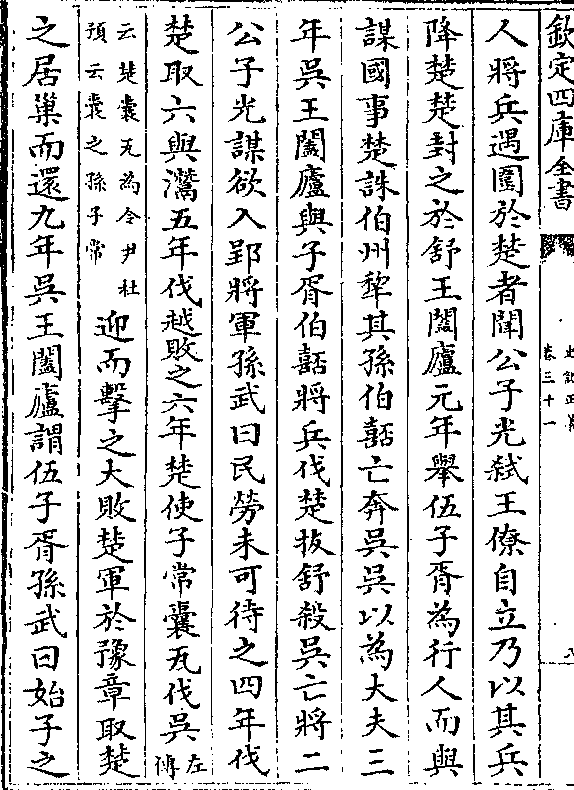 欽定四庫全書
卷三十一
人將兵遇圍於楚者聞公子光弒王僚自立乃以其兵
降楚楚封之於舒王闔廬元年舉伍子胥為行人而與
謀國事楚誅伯州犂其孫伯嚭亡奔吳吳以為大夫三
年吳王闔廬與子胥伯嚭將兵伐楚拔舒殺吳亡將二
公子光謀欲入郢將軍孫武曰民勞未可待之四年伐
楚取六與灊五年伐越敗之六年楚使子常囊瓦伐吳左傳
云楚囊瓦為令尹杜
預云囊之孫子常
迎而擊之大敗楚軍於豫章取楚
之居巢而還九年吳王闔廬謂伍子胥孫武曰始子之